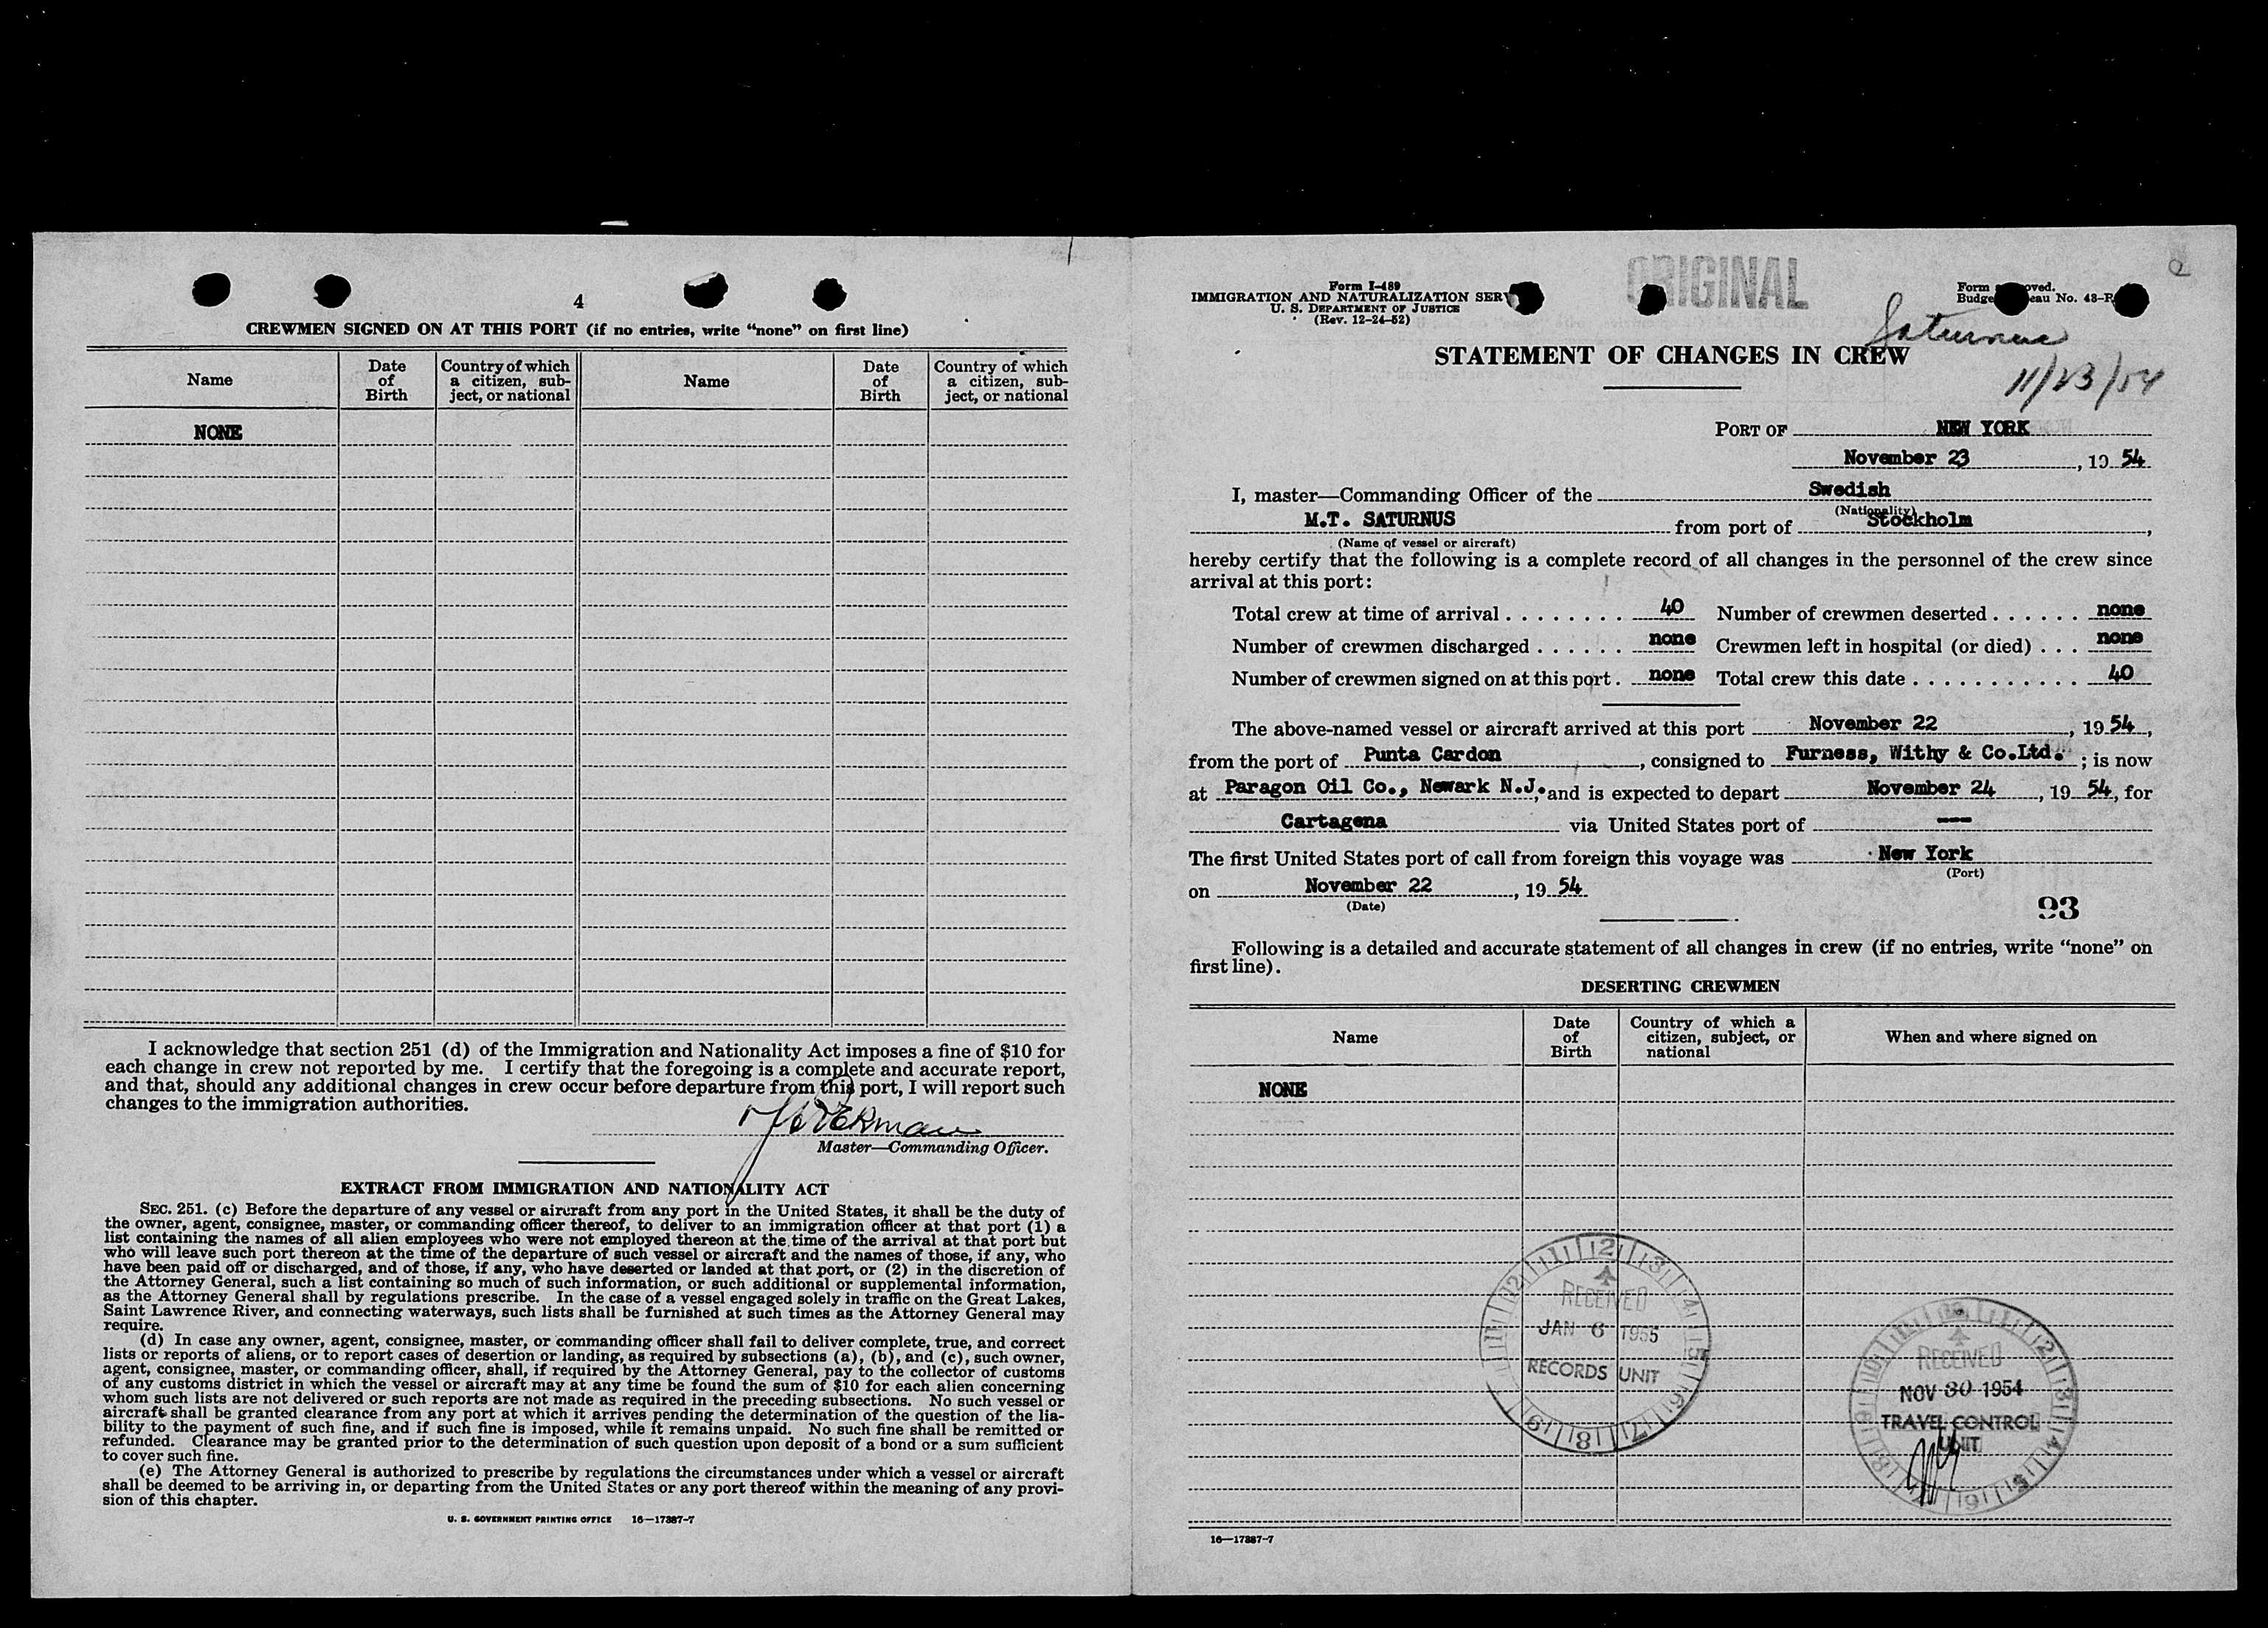 4
CREWMEN SIGNED ON AT THIS PORT (if no entries, write “none” on first line)
Name
Date of Birth
Country of which a citizen, sub-ject, or national
Name
Date of Birth
Country of which a citizen, sub-ject, or national
NONE
I acknowledge that section 251 (d) of the Immigration and Nationality Act imposes a fine of $10 for
each change in crew not reported by me. I certify that the foregoing is a complete and accurate report,
and that, should any additional changes in crew occur before departure from this port, I will report such
changes to the immigration authorities.
Master—Commanding Officer.
EXTRACT FROM IMMIGRATION AND NATIONALITY ACT
SEC. 251. (c) Before the departure of any vessel or aircraft from any port in the United States, it shall be the duty of
the owner, agent, consignee, master, or commanding officer thereof, to deliver to an immigration officer at that port (1) a
list containing the names of all alien employees who were not employed thereon at the time of the arrival at that port but
who will leave such port thereon at the time of the departure of such vessel or aircraft and the names of those, if any, who
have been paid off or discharged, and of those, if any, who have deserted or landed at that port, or (2) in the discretion of
the Attorney General, such a list containing so much of such information, or such additional or supplemental information,
as the Attorney General shall by regulations prescribe. In the case of a vessel engaged solely in traffic on the Great Lakes,
Saint Lawrence River, and connecting waterways, such lists shall be furnished at such times as the Attorney General may
require.
(d) In case any owner, agent, consignee, master, or commanding officer shall fail to deliver complete, true, and correct
lists or reports of aliens, or to report cases of desertion or landing, as required by subsections (a), (b), and (c), such owner,
agent, consignee, master, or commanding officer, shall, if required by the Attorney General, pay to the collector of customs
of any customs district in which the vessel or aircraft may at any time be found the sum of $10 for each alien concerning
whom such lists are not delivered or such reports are not made as required in the preceding subsections. No such vessel or
aircraft shall be granted clearance from any port at which it arrives pending the determination of the question of the lia-
bility to the payment of such fine, and if such fine is imposed, while it remains unpaid. No such fine shall be remitted or
refunded. Clearance may be granted prior to the determination of such question upon deposit of a bond or a sum sufficient
to cover such fine.
(e) The Attorney General is authorized to prescribe by regulations the circumstances under which a vessel or aircraft
shall be deemed to be arriving in, or departing from the United States or any port thereof within the meaning of any provi-
sion of this chapter.
U. S. GOVERNMENT PRINTING OFFICE 16—17387-7
Form I-489
IMMIGRATION AND NATURALIZATION SER
U. S. DEPARTMENT OF JUSTICE
(Rev. 12-24-52)
ORIGINAL
Form oved.
Budge eau No. 43-R
Saturnus
11/23/54
STATEMENT OF CHANGES IN CREW
PORT OF NEW YORK
November 23, 19 54
I, master—Commanding Officer of the Swedish
(Nationality)
M.T. SATURNUS from port of Stockholm,
(Name of vessel or aircraft)
hereby certify that the following is a complete record of all changes in the personnel of the crew since
arrival at this port:
Total crew at time of arrival . . . . . . . . 40 Number of crewmen deserted . . . . . . none
Number of crewmen discharged . . . . . . none Crewmen left in hospital (or died) . . . none
Number of crewmen signed on at this port . none Total crew this date . . . . . . . . . . . . 40
The above-named vessel or aircraft arrived at this port November 22, 19 54,
from the port of Punta Cardon, consigned to Furness, Withy & Co.Ltd. ; is now
at Paragon Oil Co., Newark N.J., and is expected to depart November 24, 19 54, for
Cartagena via United States port of —
The first United States port of call from foreign this voyage was New York
(Port)
on November 22, 19 54
(Date)
93
Following is a detailed and accurate statement of all changes in crew (if no entries, write “none” on
first line).
DESERTING CREWMEN
Name
Date of Birth
Country of which a citizen, subject, or national
When and where signed on
NONE
RECEIVED
JAN 6 1955
RECORDS UNIT
RECEIVED
NOV 30 1954
TRAVEL CONTROL
UNIT
16—17387-7